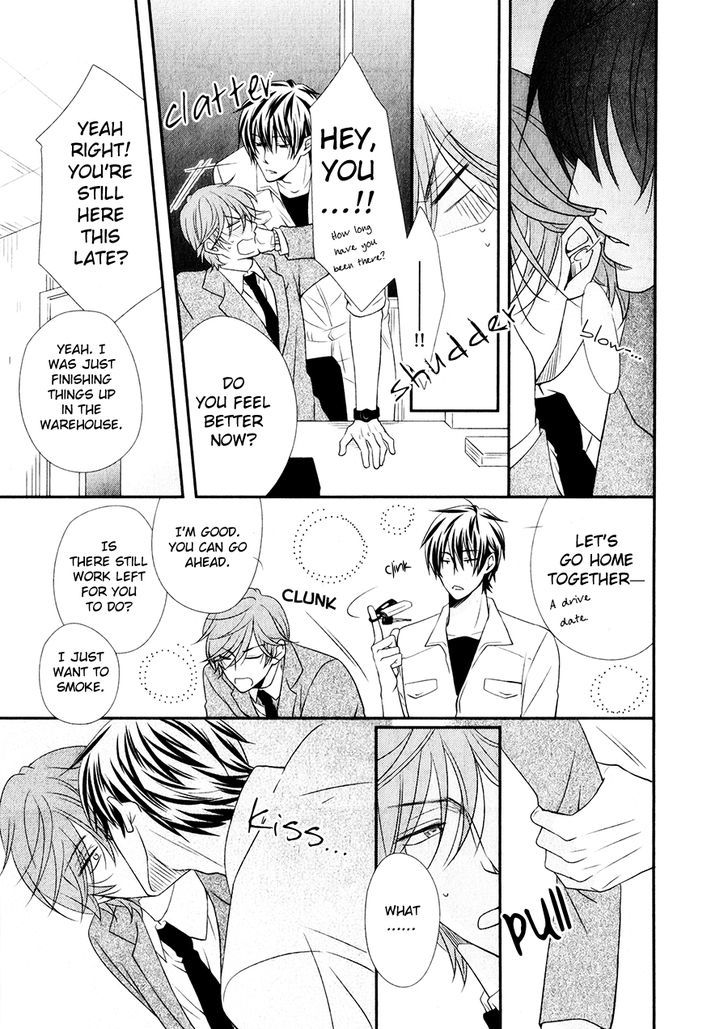 blow~...
shudder
!!
HEY,
YOU
...!!
How long
have you
been there?
clatter
DO
YOU FEEL
BETTER
NOW?
YEAH
RIGHT!
YOU'RE
STILL
HERE
THIS
LATE?
YEAH. I
WAS JUST
FINISHING
THINGS UP
IN THE
WAREHOUSE.
LET'S
GO HOME
TOGETHER—
A drive
date
clink
CLUNK
I'M GOOD.
YOU CAN GO
AHEAD.
IS
THERE STILL
WORK LEFT
FOR YOU
TO DO?
I JUST
WANT TO
SMOKE.
pull
WHAT
......
kiss...